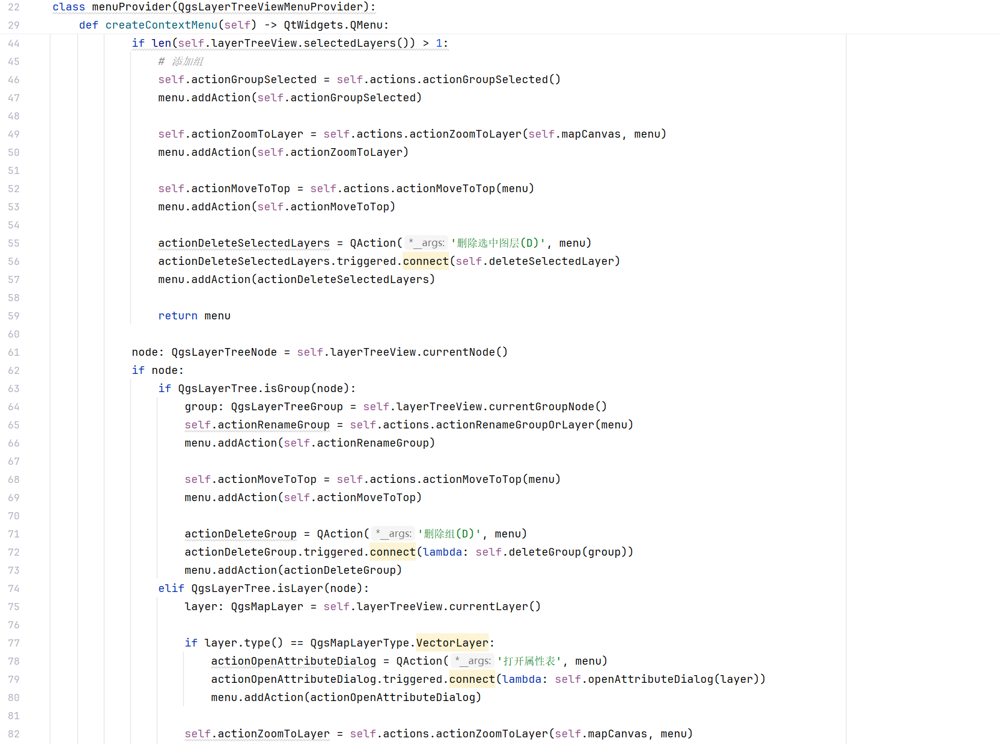 22 class menuProvider(QgsLayerTreeViewMenuProvider):
29 def createContextMenu(self) -> QtWidgets.QMenu:
44 if len(self.layerTreeView.selectedLayers()) > 1:
45 # 添加组
46 self.actionGroupSelected = self.actions.actionGroupSelected()
47 menu.addAction(self.actionGroupSelected)
48
49 self.actionZoomToLayer = self.actions.actionZoomToLayer(self.mapCanvas, menu)
50 menu.addAction(self.actionZoomToLayer)
51
52 self.actionMoveToTop = self.actions.actionMoveToTop(menu)
53 menu.addAction(self.actionMoveToTop)
54
55 actionDeleteSelectedLayers = QAction( *__args: '删除选中图层(D)', menu)
56 actionDeleteSelectedLayers.triggered.connect(self.deleteSelectedLayer)
57 menu.addAction(actionDeleteSelectedLayers)
58
59 return menu
60
61 node: QgsLayerTreeNode = self.layerTreeView.currentNode()
62 if node:
63 if QgsLayerTree.isGroup(node):
64 group: QgsLayerTreeGroup = self.layerTreeView.currentGroupNode()
65 self.actionRenameGroup = self.actions.actionRenameGroupOrLayer(menu)
66 menu.addAction(self.actionRenameGroup)
67
68 self.actionMoveToTop = self.actions.actionMoveToTop(menu)
69 menu.addAction(self.actionMoveToTop)
70
71 actionDeleteGroup = QAction( *__args: '删除组(D)', menu)
72 actionDeleteGroup.triggered.connect(lambda: self.deleteGroup(group))
73 menu.addAction(actionDeleteGroup)
74 elif QgsLayerTree.isLayer(node):
75 layer: QgsMapLayer = self.layerTreeView.currentLayer()
76
77 if layer.type() == QgsMapLayerType.VectorLayer:
78 actionOpenAttributeDialog = QAction( *__args: '打开属性表', menu)
79 actionOpenAttributeDialog.triggered.connect(lambda: self.openAttributeDialog(layer))
80 menu.addAction(actionOpenAttributeDialog)
81
82 self.actionZoomToLayer = self.actions.actionZoomToLayer(self.mapCanvas, menu)